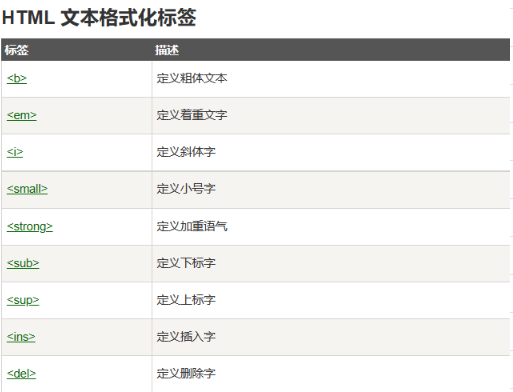 HTML 文本格式化标签
标签 描述
<b> 定义粗体文本
<em> 定义着重文字
<i> 定义斜体字
<small> 定义小号字
<strong> 定义加重语气
<sub> 定义下标字
<sup> 定义上标字
<ins> 定义插入字
<del> 定义删除字